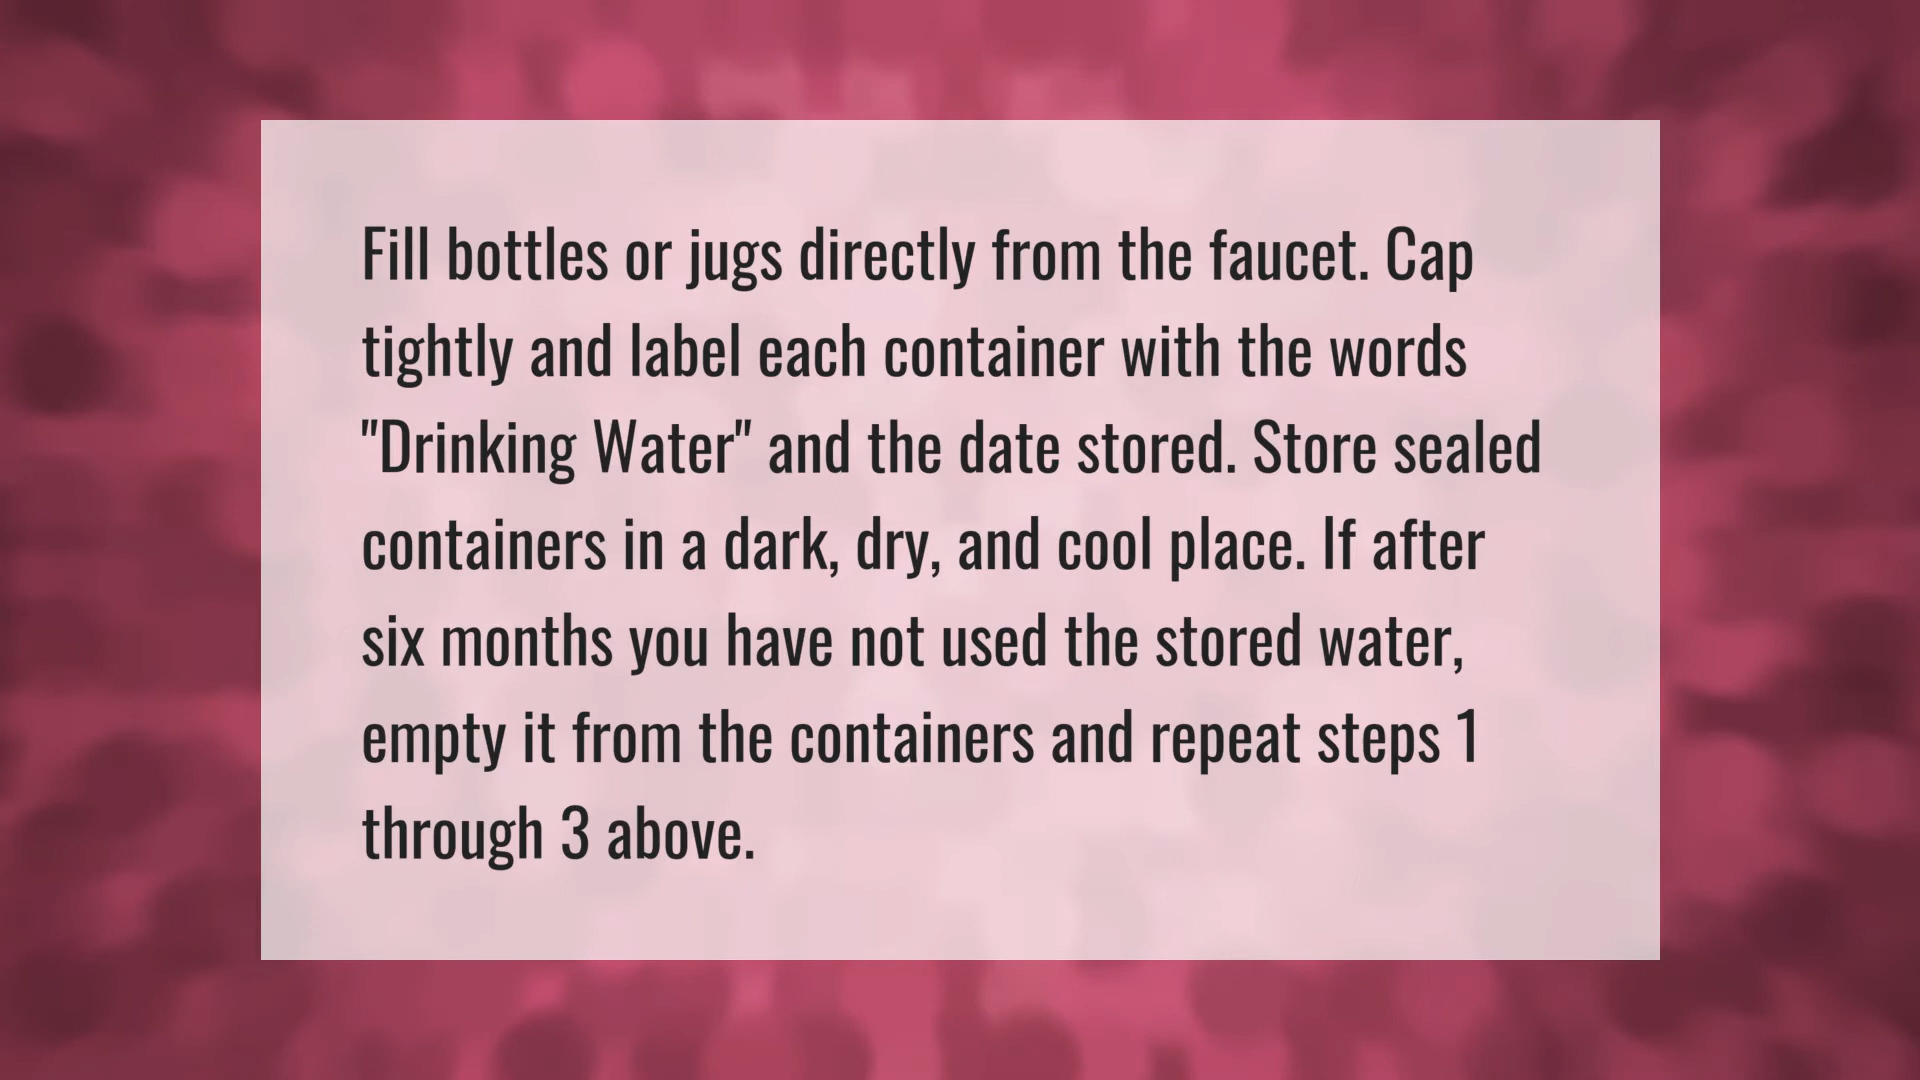 Fill bottles or jugs directly from the faucet. Cap
tightly and label each container with the words
"Drinking Water" and the date stored. Store sealed
containers in a dark, dry, and cool place. If after
six months you have not used the stored water,
empty it from the containers and repeat steps 1
through 3 above.